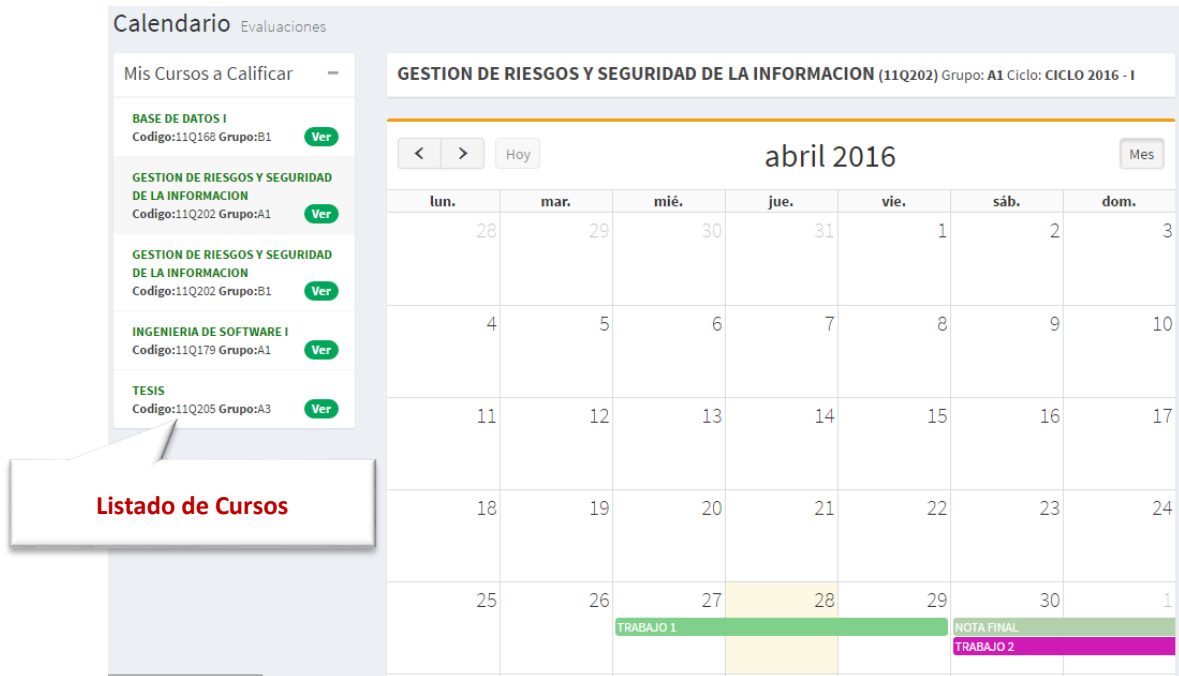 Calendario Evaluaciones
Mis Cursos a Calificar −
BASE DE DATOS I
Codigo:11Q168 Grupo:B1 Ver
GESTION DE RIESGOS Y SEGURIDAD
DE LA INFORMACION
Codigo:11Q202 Grupo:A1 Ver
GESTION DE RIESGOS Y SEGURIDAD
DE LA INFORMACION
Codigo:11Q202 Grupo:B1 Ver
INGENIERIA DE SOFTWARE I
Codigo:11Q179 Grupo:A1 Ver
TESIS
Codigo:11Q205 Grupo:A3 Ver
Listado de Cursos
GESTION DE RIESGOS Y SEGURIDAD DE LA INFORMACION (11Q202) Grupo: A1 Ciclo: CICLO 2016 - I
< > Hoy abril 2016 Mes
lun. mar. mié. jue. vie. sáb. dom.
28 29 30 31 1 2 3
4 5 6 7 8 9 10
11 12 13 14 15 16 17
18 19 20 21 22 23 24
25 26 27 28 29 30 1
TRABAJO 1 NOTA FINAL
TRABAJO 2